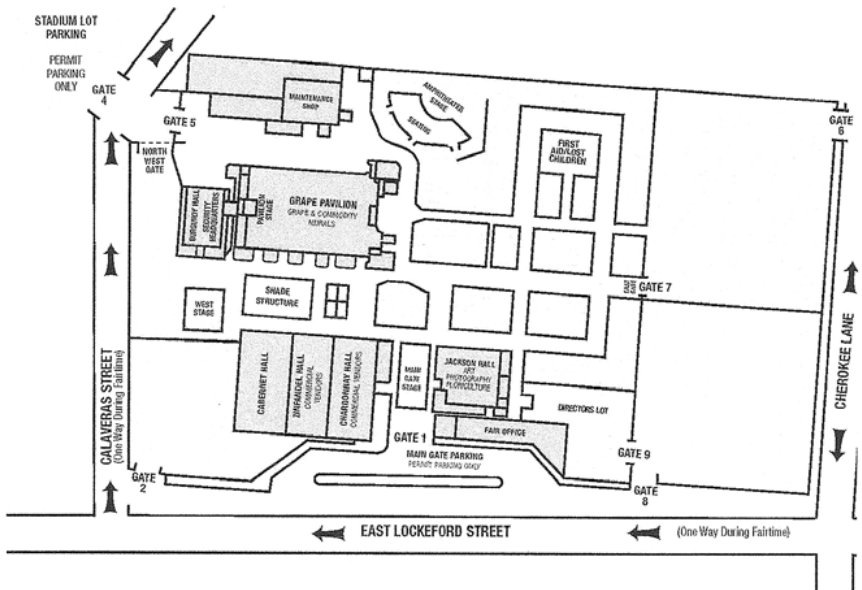 STADIUM LOT
PARKING
PERMIT
PARKING
ONLY
GATE
4
GATE 5
NORTH
WEST
GATE
MAINTENANCE
SHOP
AMPHITHEATER
STAGE
SEATING
FIRST
AID/LOST
CHILDREN
GATE
6
BURGUNDY HALL
SECURITY
HEADQUARTERS
PAVILION
STAGE
GRAPE PAVILION
GRAPE & COMMODITY
MURALS
EAST
GATE
GATE 7
WEST
STAGE
SHADE
STRUCTURE
CABERNET HALL
ZINFANDEL HALL
COMMERCIAL
VENDORS
CHARDONNAY HALL
COMMERCIAL VENDORS
MAIN
GATE
STAGE
JACKSON HALL
ART
PHOTOGRAPHY
FLORICULTURE
DIRECTORS LOT
GATE 1
FAIR OFFICE
MAIN GATE PARKING
PERMIT PARKING ONLY
GATE 9
GATE
8
GATE
2
CALAVERAS STREET
(One Way During Fairtime)
CHEROKEE LANE
EAST LOCKEFORD STREET
(One Way During Fairtime)